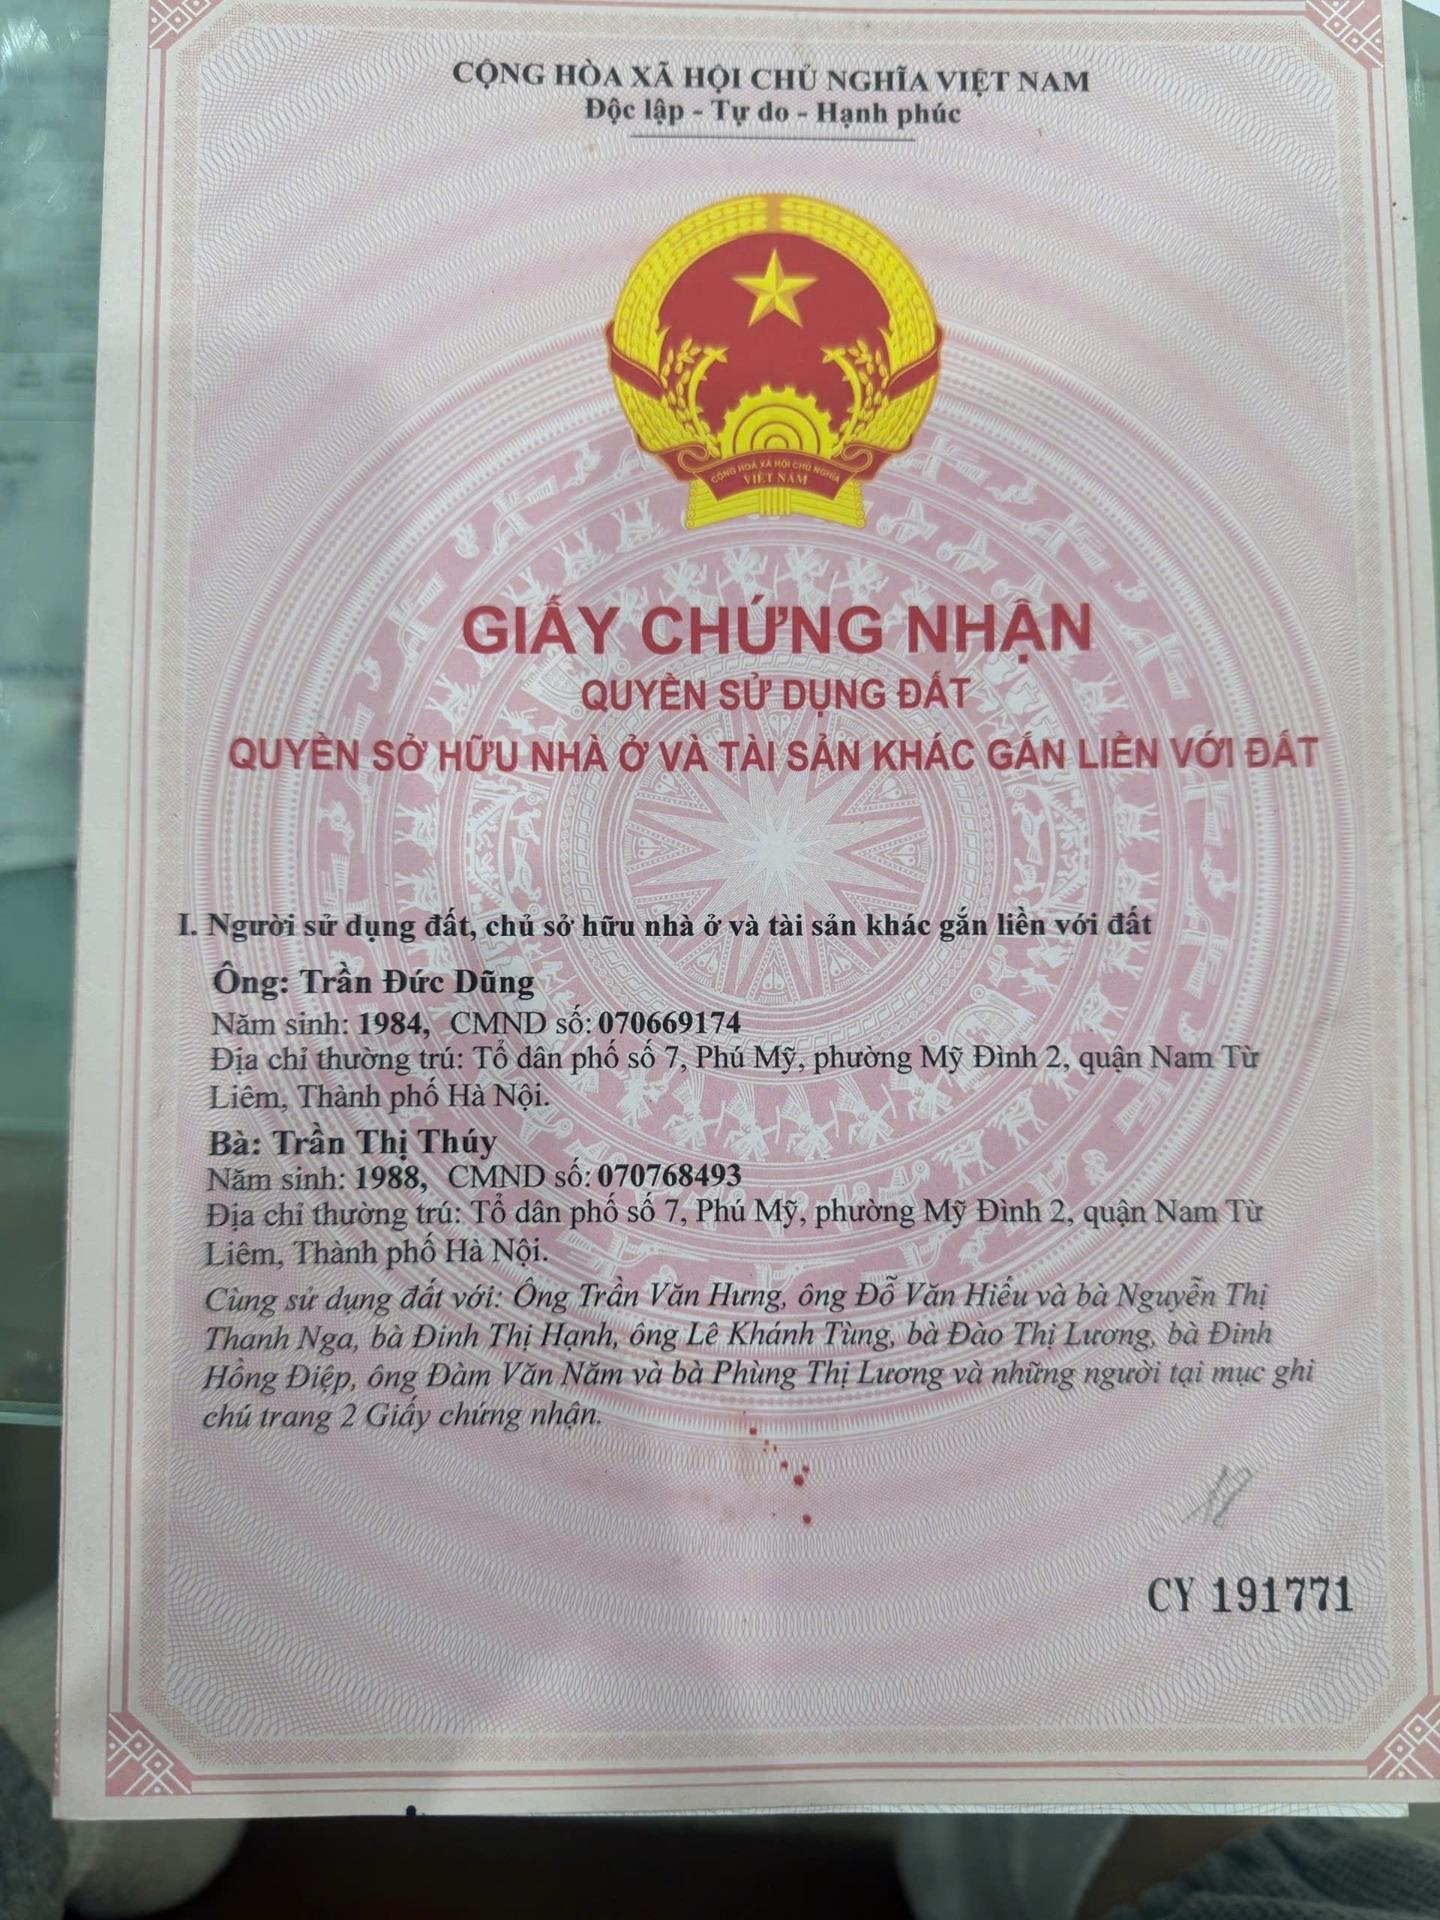 CỘNG HÒA XÃ HỘI CHỦ NGHĨA VIỆT NAM
Độc lập - Tự do - Hạnh phúc
CỘNG HOÀ XÃ HỘI CHỦ NGHĨA
VIỆT NAM
GIẤY CHỨNG NHẬN
QUYỀN SỬ DỤNG ĐẤT
QUYỀN SỞ HỮU NHÀ Ở VÀ TÀI SẢN KHÁC GẮN LIỀN VỚI ĐẤT
I. Người sử dụng đất, chủ sở hữu nhà ở và tài sản khác gắn liền với đất
Ông: Trần Đức Dũng
Năm sinh: 1984, CMND số: 070669174
Địa chỉ thường trú: Tổ dân phố số 7, Phú Mỹ, phường Mỹ Đình 2, quận Nam Từ
Liêm, Thành phố Hà Nội.
Bà: Trần Thị Thúy
Năm sinh: 1988, CMND số: 070768493
Địa chỉ thường trú: Tổ dân phố số 7, Phú Mỹ, phường Mỹ Đình 2, quận Nam Từ
Liêm, Thành phố Hà Nội.
Cùng sử dụng đất với: Ông Trần Văn Hưng, ông Đỗ Văn Hiếu và bà Nguyễn Thị
Thanh Nga, bà Đinh Thị Hạnh, ông Lê Khánh Tùng, bà Đào Thị Lương, bà Đinh
Hồng Điệp, ông Đàm Văn Năm và bà Phùng Thị Lương và những người tại mục ghi
chú trang 2 Giấy chứng nhận.
CY 191771